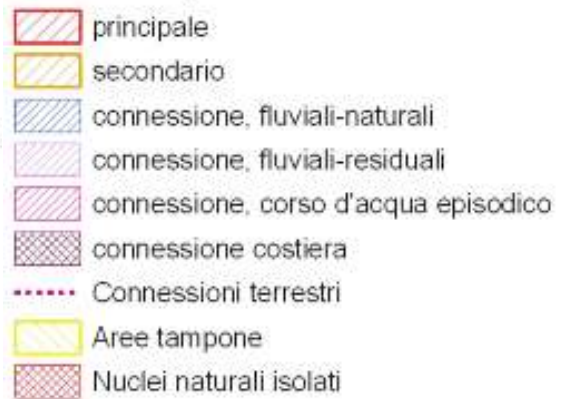 principale
secondario
connessione, fluviali-naturali
connessione, fluviali-residuali
connessione, corso d'acqua episodico
connessione costiera
Connessioni terrestri
Aree tampone
Nuclei naturali isolati